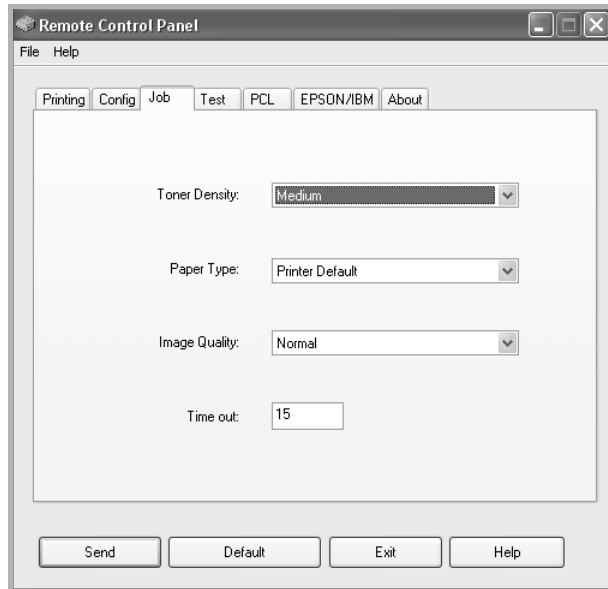 Remote Control Panel
File Help
Printing Config Job Test PCL EPSON/IBM About
Toner Density: Medium
Paper Type: Printer Default
Image Quality: Normal
Time out: 15
Send Default Exit Help